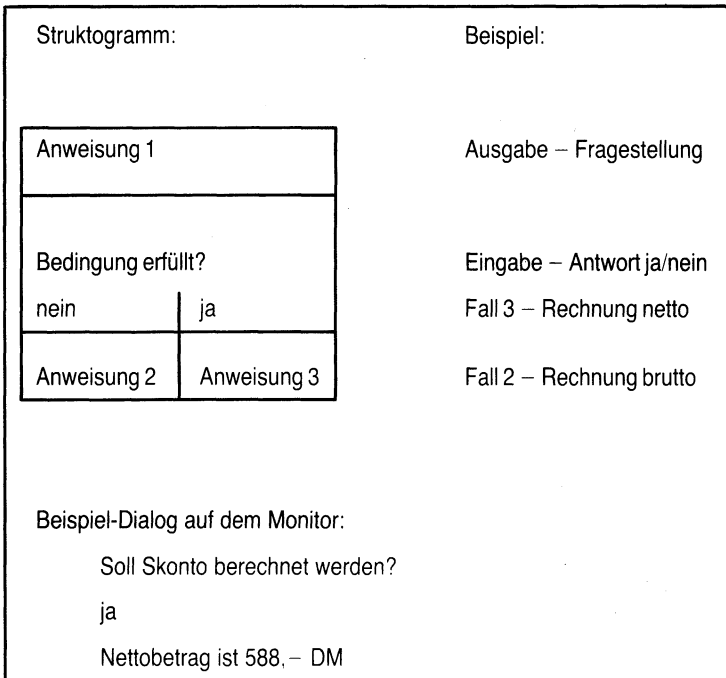 Struktogramm: Beispiel:
Anweisung 1 Ausgabe – Fragestellung
Bedingung erfüllt? Eingabe – Antwort ja/nein
nein ja Fall 3 – Rechnung netto
Anweisung 2 Anweisung 3 Fall 2 – Rechnung brutto
Beispiel-Dialog auf dem Monitor:
Soll Skonto berechnet werden?
ja
Nettobetrag ist 588,– DM